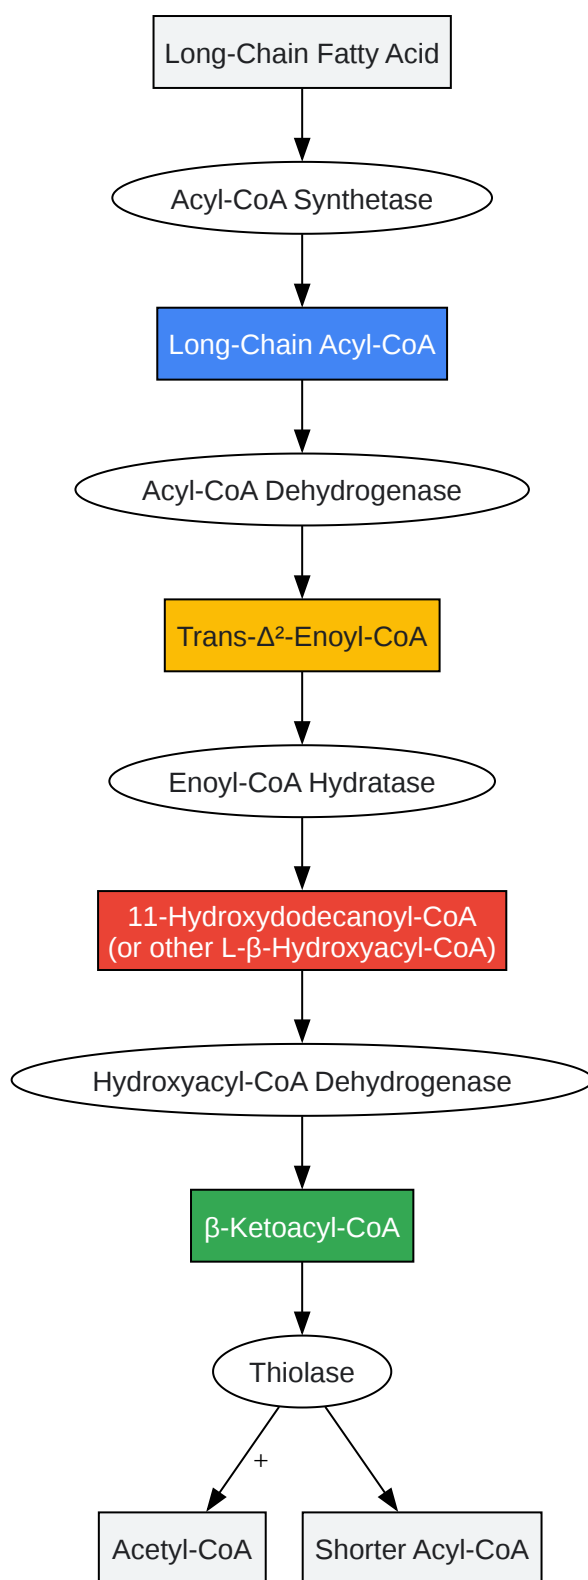 Long-Chain Fatty Acid
Acyl-CoA Synthetase
Long-Chain Acyl-CoA
Acyl-CoA Dehydrogenase
Trans-Δ²-Enoyl-CoA
Enoyl-CoA Hydratase
11-Hydroxydodecanoyl-CoA
(or other L-β-Hydroxyacyl-CoA)
Hydroxyacyl-CoA Dehydrogenase
β-Ketoacyl-CoA
Thiolase
+
Acetyl-CoA
Shorter Acyl-CoA